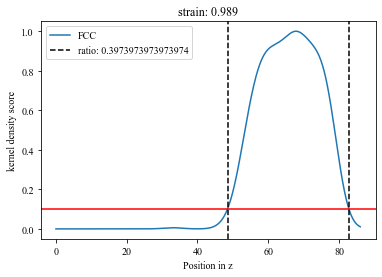 strain: 0.989
FCC
ratio: 0.3973973973973974
kernel density score
1.0
0.8
0.6
0.4
0.2
0.0
0 20 40 60 80
Position in z